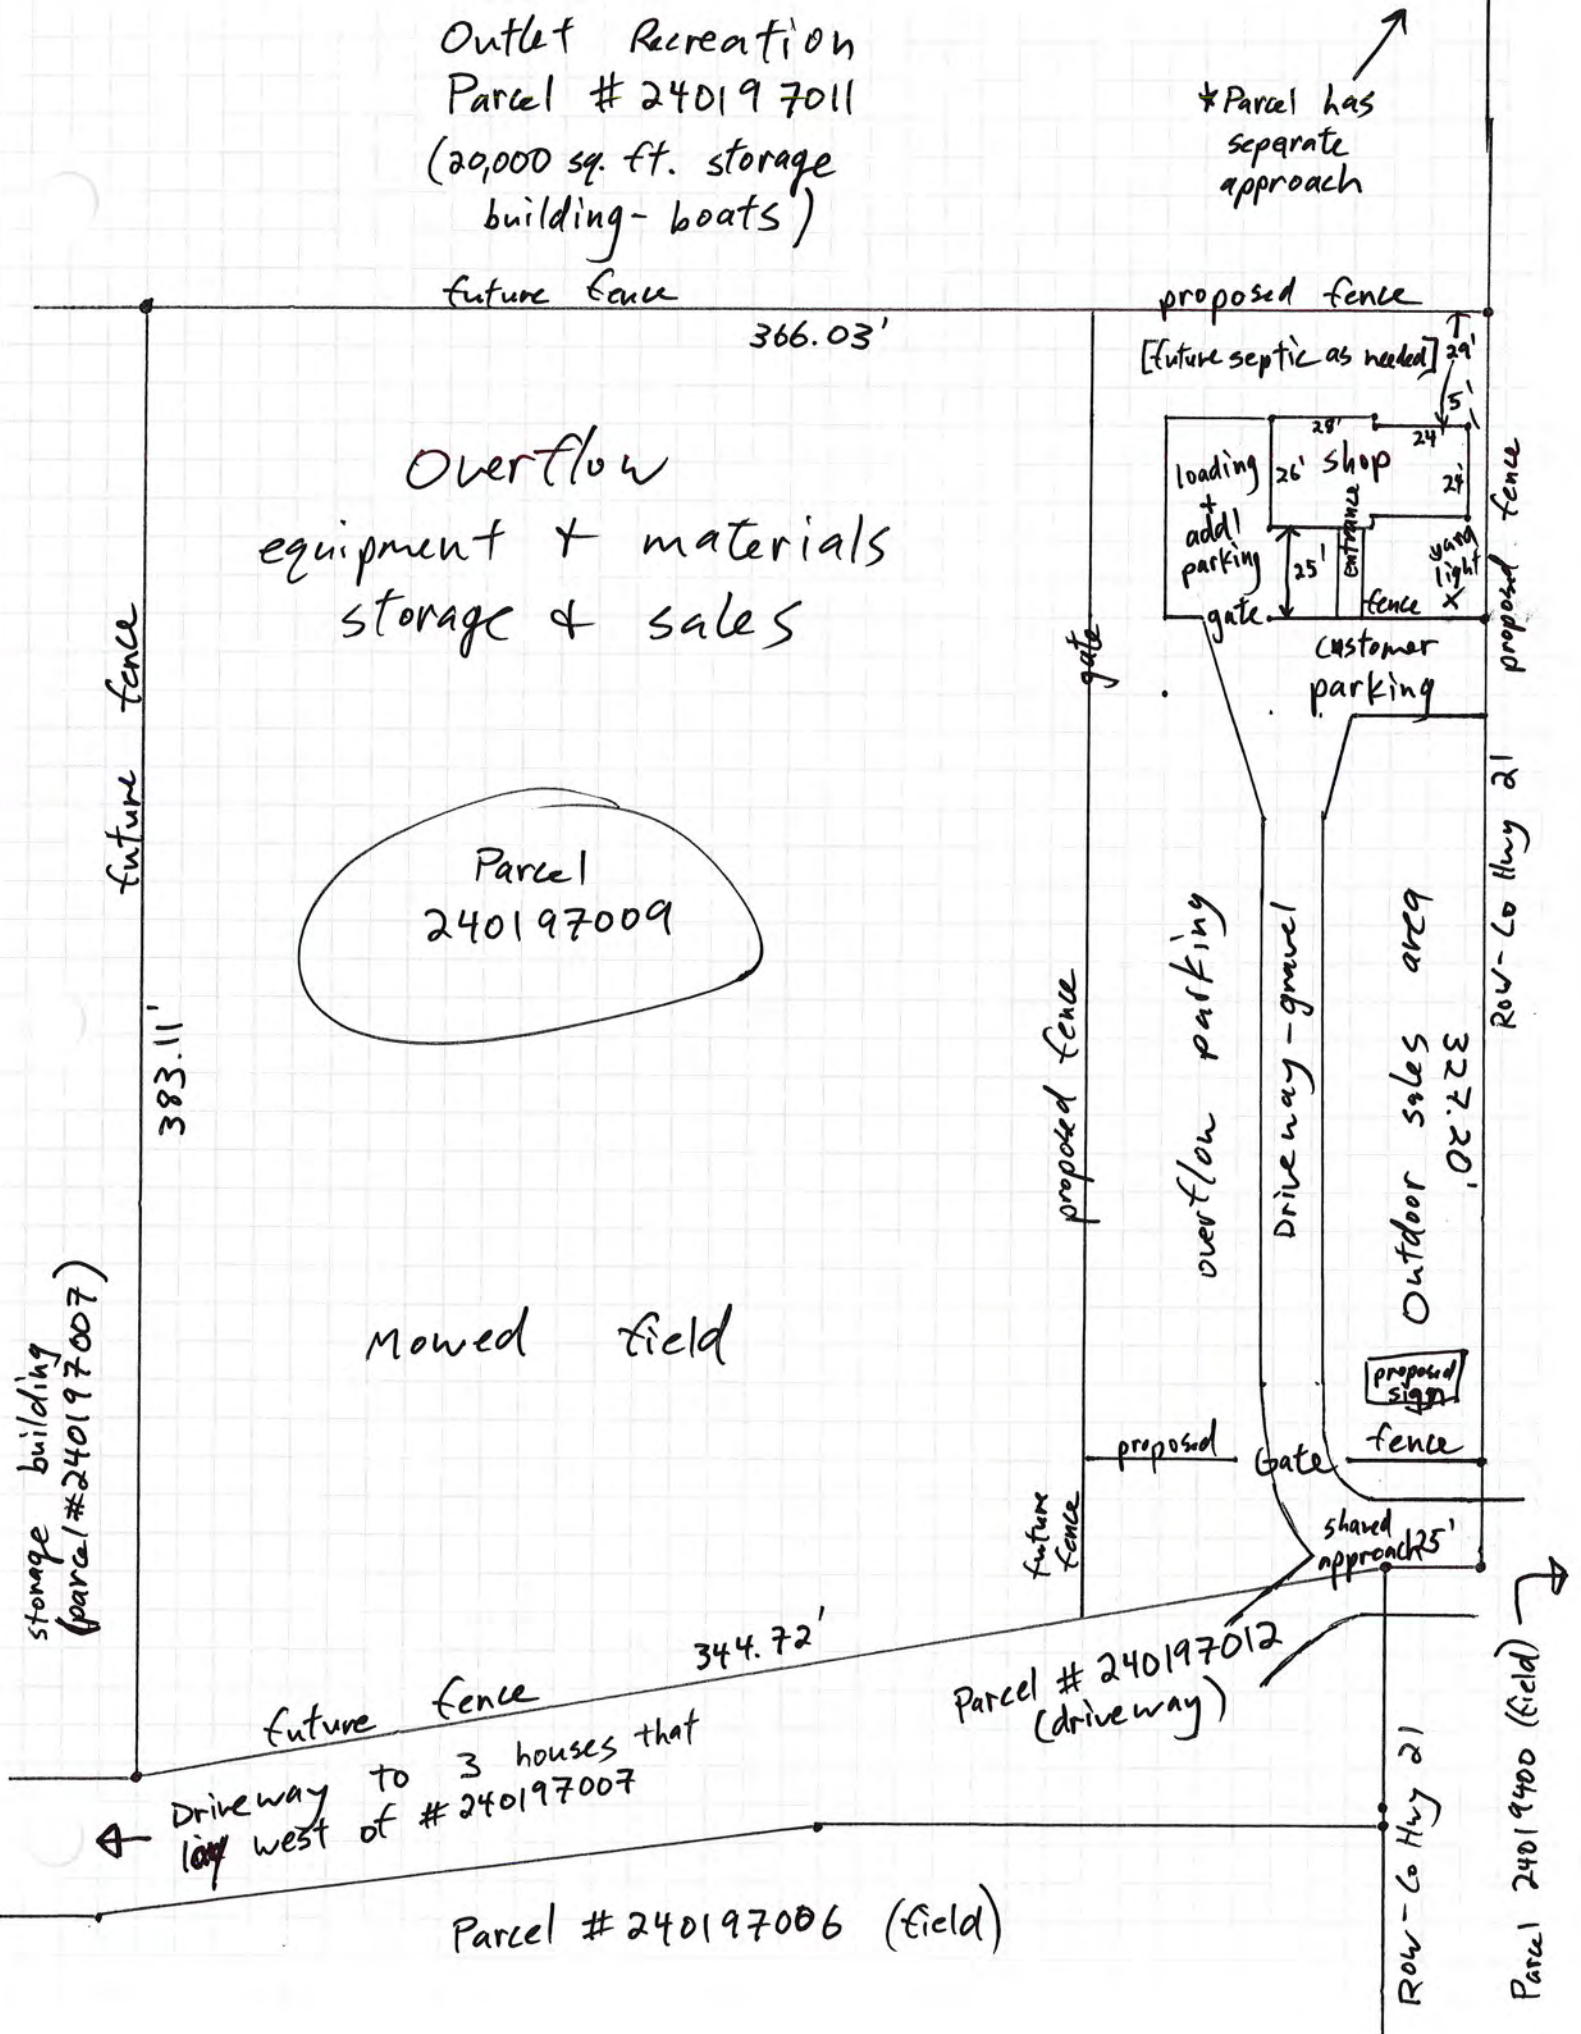 Outlet Recreation
Parcel # 240197011
(20,000 sq. ft. storage
building - boats)
*Parcel has
separate
approach
future fence
proposed fence
366.03'
[future septic as needed]
29'
5'
28'
24'
loading
+
add'l
parking
26'
shop
24'
entrance
25'
yard
light
X
gate
fence
customer
parking
proposed fence
proposed fence
Overflow
equipment + materials
storage & sales
gate
future fence
future fence
Parcel
240197009
383.11'
proposed fence
overflow parking
Driveway - gravel
Outdoor sales area
327.20'
Row - Co Hwy 21
Mowed field
storage building
(parcel #240197007)
proposed
sign
proposed
Gate
fence
future
fence
shared
approach
25'
344.72'
future fence
Parcel # 240197012
(driveway)
Driveway to 3 houses that
west of # 240197007
Parcel # 240197006 (field)
Row - Co Hwy 21
Parcel 24019400 (field)